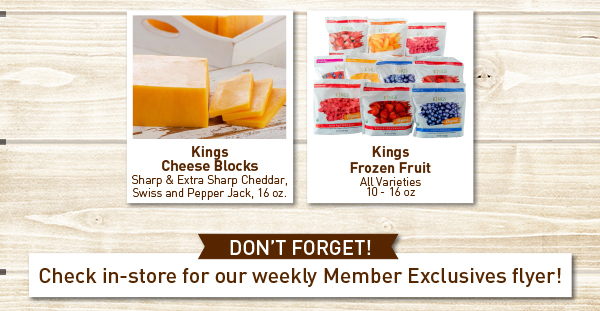 Kings
Cheese Blocks
Sharp & Extra Sharp Cheddar,
Swiss and Pepper Jack, 16 oz.
Kings
Frozen Fruit
All Varieties
10 - 16 oz
DON'T FORGET!
Check in-store for our weekly Member Exclusives flyer!